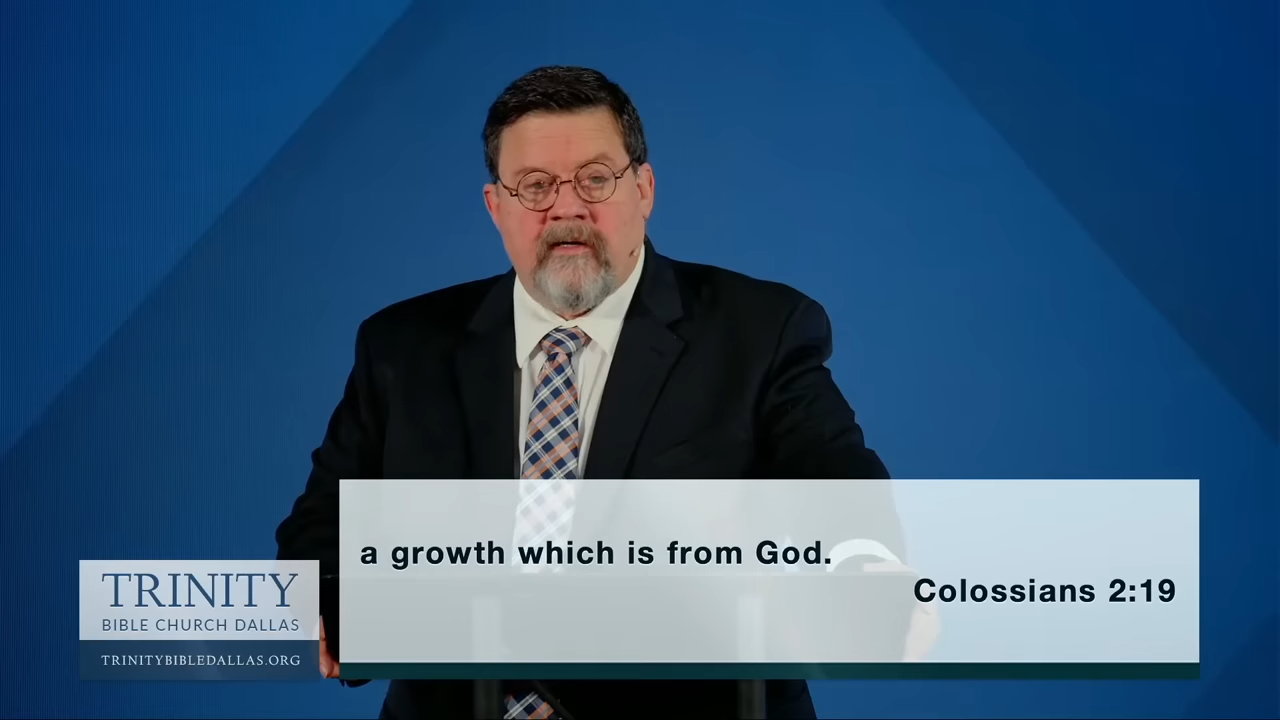 a growth which is from God.
Colossians 2:19
TRINITY
BIBLE CHURCH DALLAS
TRINITYBIBLEDALLAS.ORG